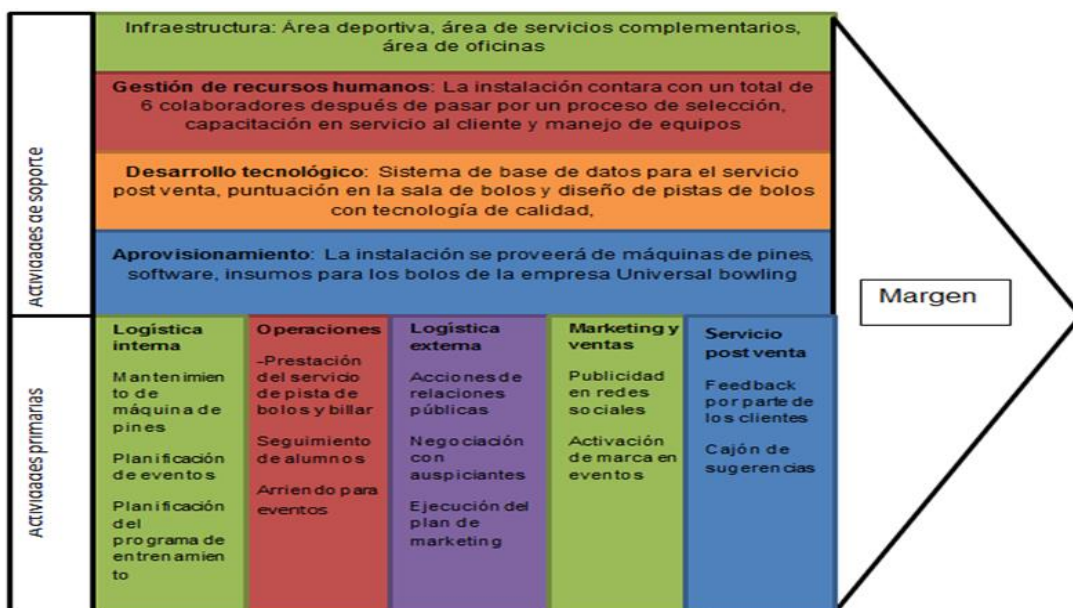 Actividades de soporte
Infraestructura: Área deportiva, área de servicios complementarios,
área de oficinas
Gestión de recursos humanos: La instalación contara con un total de
6 colaboradores después de pasar por un proceso de selección,
capacitación en servicio al cliente y manejo de equipos
Desarrollo tecnológico: Sistema de base de datos para el servicio
post venta, puntuación en la sala de bolos y diseño de pistas de bolos
con tecnología de calidad,
Aprovisionamiento: La instalación se proveerá de máquinas de pines,
software, insumos para los bolos de la empresa Universal bowling
Margen
Actividades primarias
Logística
interna
Mantenimie
nto de
máquina de
pines
Planificación
de eventos
Planificación
del
programa de
entrenamien
to
Operaciones
-Prestación
del servicio
de pista de
bolos y billar
Seguimiento
de alumnos
Arriendo para
eventos
Logística
externa
Acciones de
relaciones
públicas
Negociación
con
auspiciantes
Ejecución del
plan de
marketing
Marketing y
ventas
Publicidad
en redes
sociales
Activación
de marca en
eventos
Servicio
post venta
Feedback
por parte de
los clientes
Cajón de
sugerencias